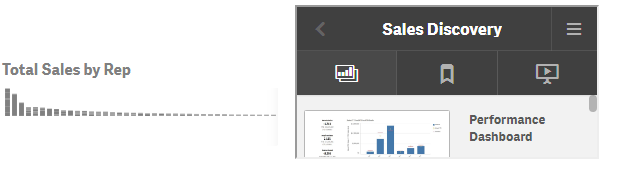 Total Sales by Rep
Sales Discovery
Performance
Dashboard